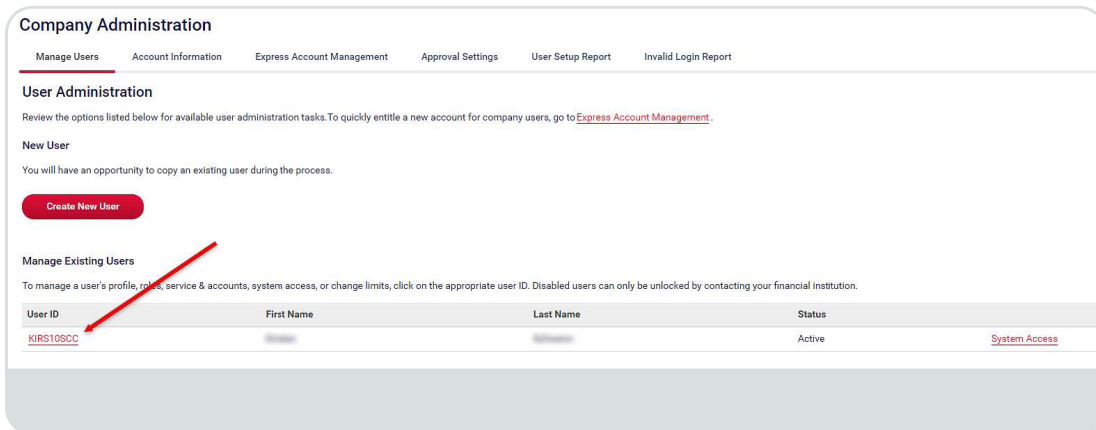 Company Administration
Manage Users Account Information Express Account Management Approval Settings User Setup Report Invalid Login Report
User Administration
Review the options listed below for available user administration tasks.To quickly entitle a new account for company users, go to Express Account Management .
New User
You will have an opportunity to copy an existing user during the process.
Create New User
Manage Existing Users
To manage a user's profile, roles, service & accounts, system access, or change limits, click on the appropriate user ID. Disabled users can only be unlocked by contacting your financial institution.
User ID First Name Last Name Status
KIRS10SCC Active System Access